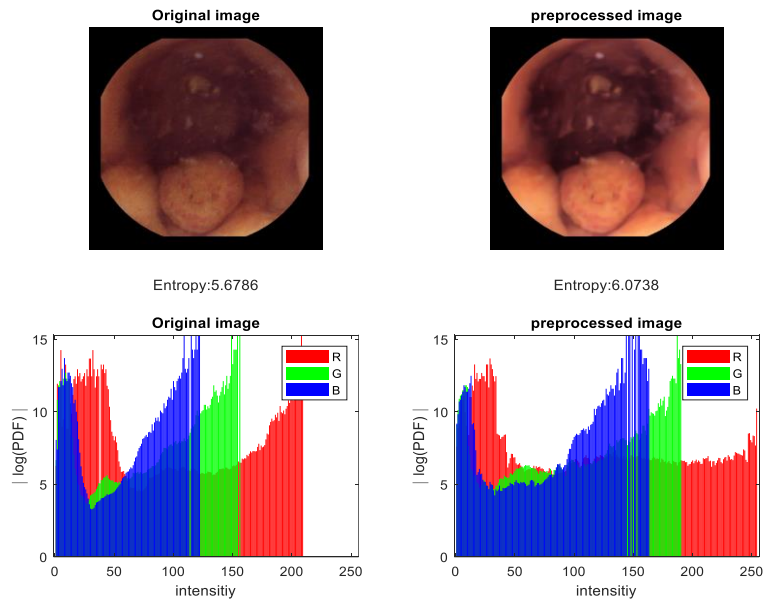 Original image
preprocessed image
Entropy:5.6786
Entropy:6.0738
Original image
15
10
5
0
| log(PDF) |
R
G
B
0 50 100 150 200 250
intensitiy
preprocessed image
15
10
5
0
| log(PDF) |
R
G
B
0 50 100 150 200 250
intensitiy